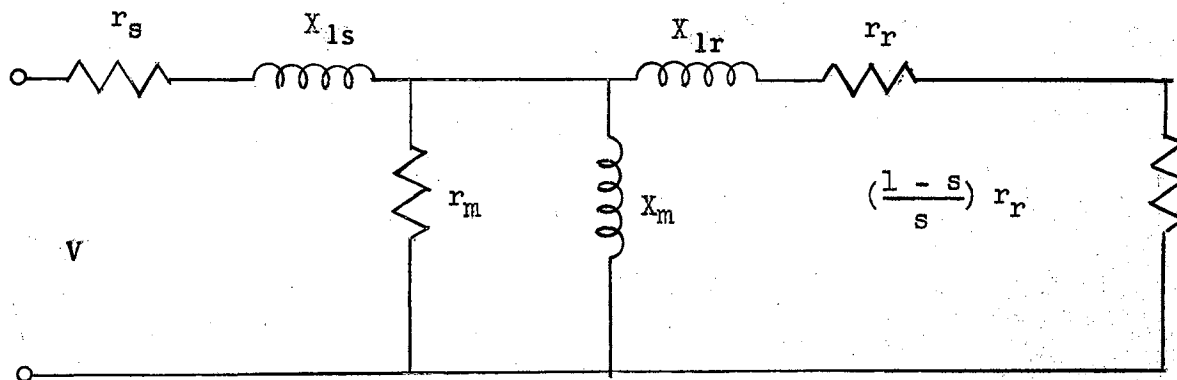 r_s
X_ls
X_lr
r_r
r_m
X_m
(1 - s / s) r_r
V